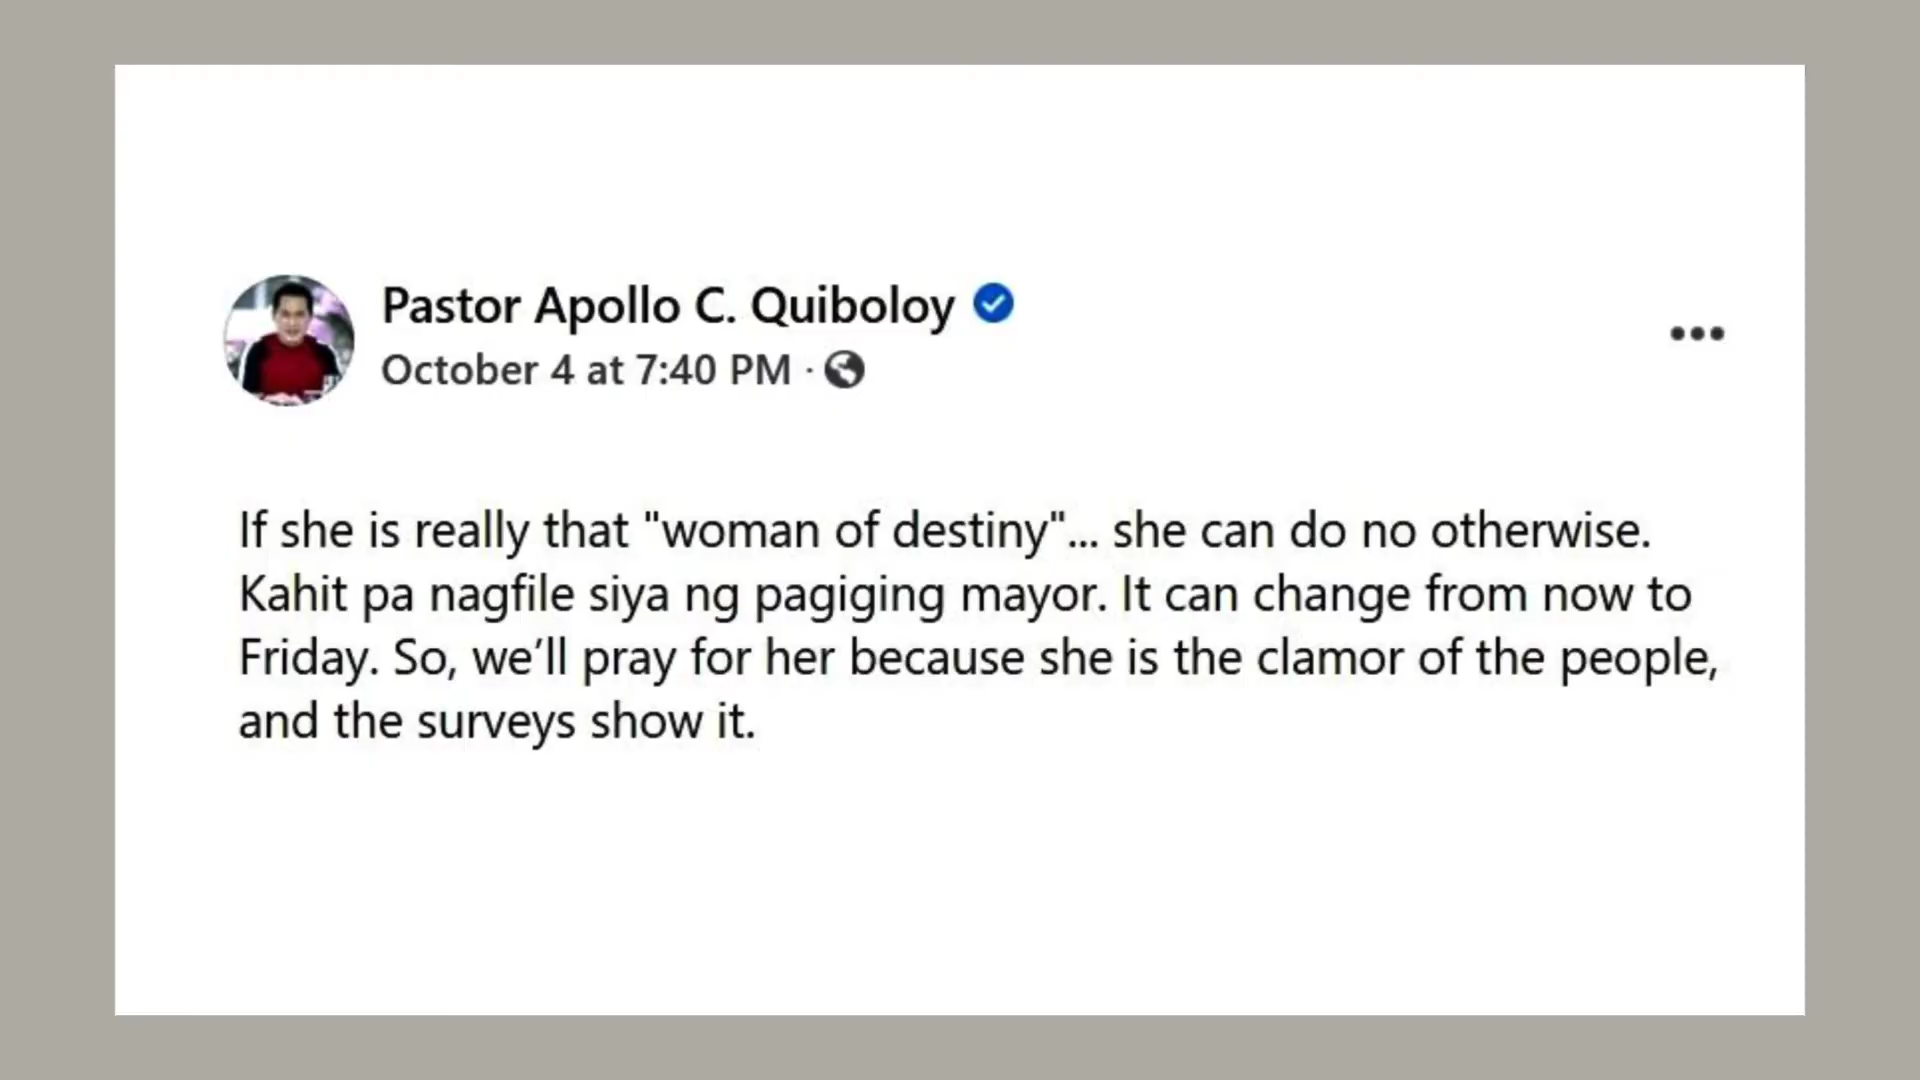 Pastor Apollo C. Quiboloy
October 4 at 7:40 PM ·
If she is really that "woman of destiny"... she can do no otherwise.
Kahit pa nagfile siya ng pagiging mayor. It can change from now to
Friday. So, we’ll pray for her because she is the clamor of the people,
and the surveys show it.